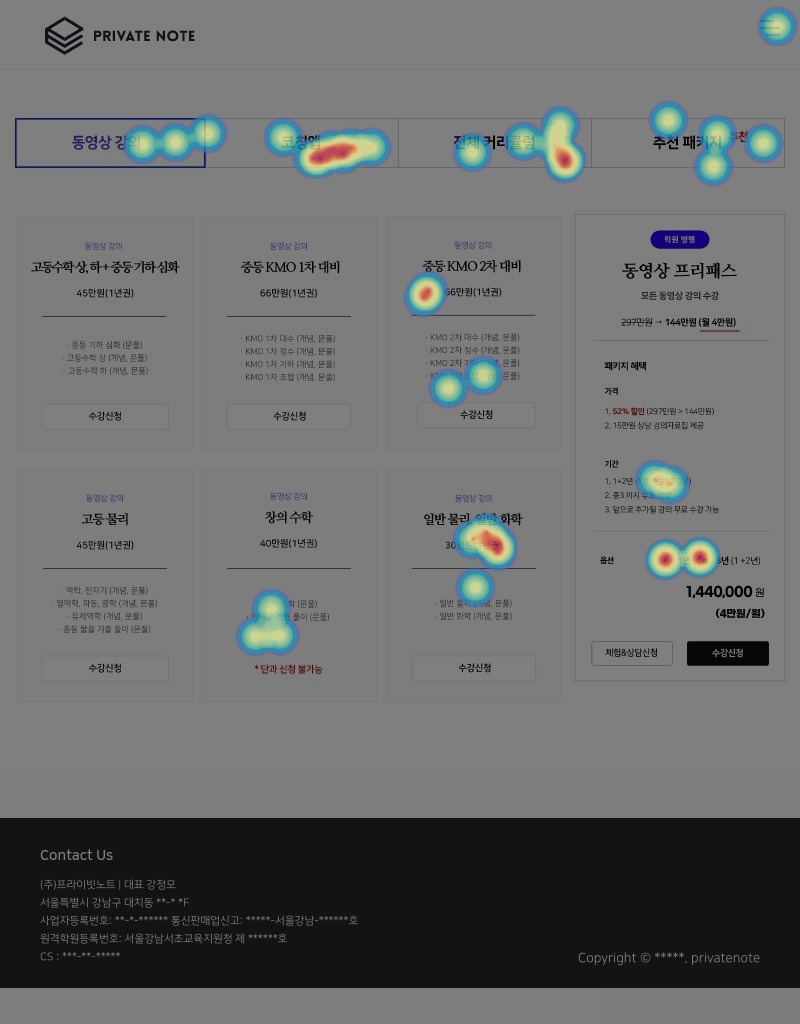 PRIVATE NOTE
동영상 강의
코칭앱
전체 커리큘럼
추천 패키지 추천
동영상 강의
고등수학 상, 하 + 중등 기하 심화
45만원(1년권)
· 중등 기하 심화 (개념, 문풀)
· 고등수학 상 (개념, 문풀)
· 고등수학 하 (개념, 문풀)
수강신청
동영상 강의
중등 KMO 1차 대비
66만원(1년권)
· KMO 1차 대수 (개념, 문풀)
· KMO 1차 정수 (개념, 문풀)
· KMO 1차 기하 (개념, 문풀)
· KMO 1차 조합 (개념, 문풀)
수강신청
동영상 강의
중등 KMO 2차 대비
66만원(1년권)
· KMO 2차 대수 (개념, 문풀)
· KMO 2차 정수 (개념, 문풀)
· KMO 2차 기하 (개념, 문풀)
문풀)
수강신청
학원 병행
동영상 프리패스
모든 동영상 강의 수강
297만원 → 144만원 (월 4만원)
패키지 혜택
가격
1. 52% 할인 (297만원 > 144만원)
2. 15만원 상당 강의자료집 제공
기간
1. 1+2년
2. 중3 까지 무료
3. 앞으로 추가될 강의 무료 수강 가능
옵션
(1 +2년)
1,440,000 원
(4만원/월)
체험&상담신청
수강신청
동영상 강의
고등 물리
45만원(1년권)
· 역학, 전자기 (개념, 문풀)
· 열역학, 파동, 광학 (개념, 문풀)
· 유체역학 (개념, 문풀)
· 중등 물올 기출 풀이 (문풀)
수강신청
동영상 강의
창의 수학
40만원(1년권)
학 (문풀)
풀이 (문풀)
* 단과 신청 불가능
동영상 강의
일반 물리, 일반 화학
30
· 일반 물리 (개념, 문풀)
· 일반 화학 (개념, 문풀)
수강신청
Contact Us
(주)프라이빗노트 | 대표 강정모
서울특별시 강남구 대치동 **-* *F
사업자등록번호: **-*-****** 통신판매업신고: *****-서울강남-******호
원격학원등록번호: 서울강남서초교육지원청 제 ******호
CS : ***-**-*****
Copyright © *****. privatenote